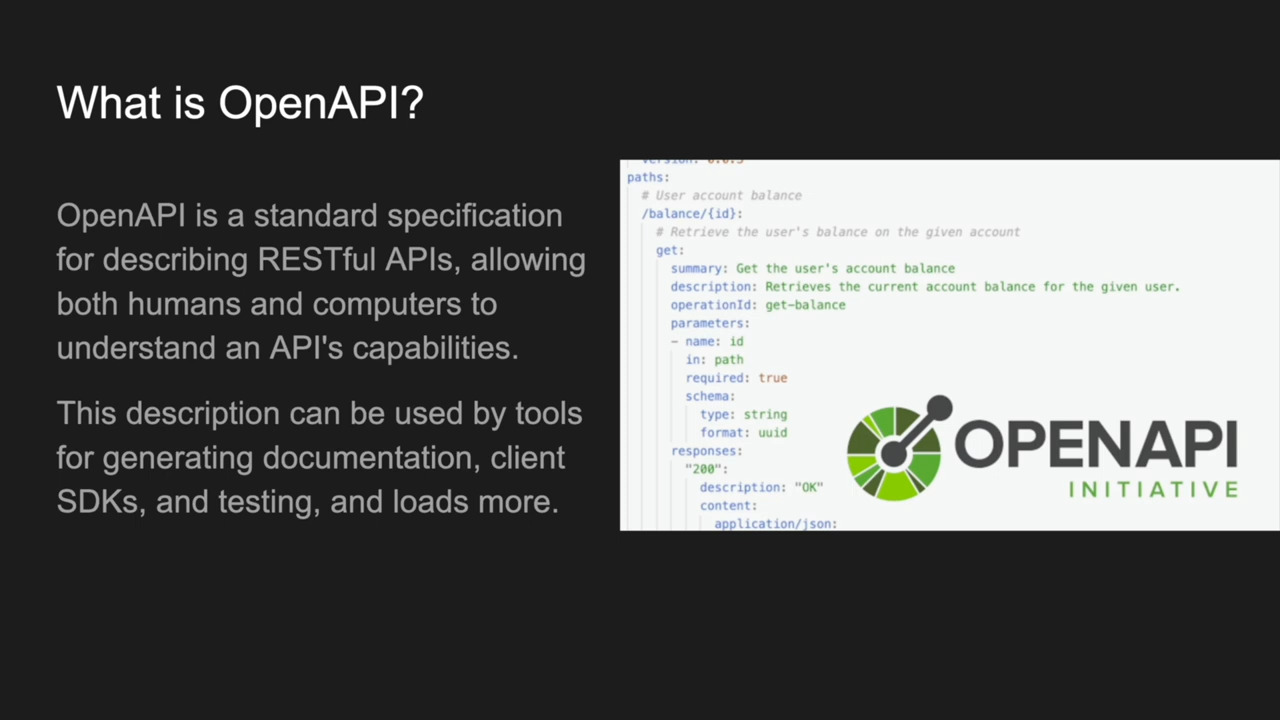 What is OpenAPI?
OpenAPI is a standard specification
for describing RESTful APIs, allowing
both humans and computers to
understand an API's capabilities.
This description can be used by tools
for generating documentation, client
SDKs, and testing, and loads more.
paths:
# User account balance
/balance/{id}:
# Retrieve the user's balance on the given account
get:
summary: Get the user's account balance
description: Retrieves the current account balance for the given user.
operationId: get-balance
parameters:
- name: id
in: path
required: true
schema:
type: string
format: uuid
responses:
"200":
description: "OK"
content:
application/json:
OPENAPI
INITIATIVE